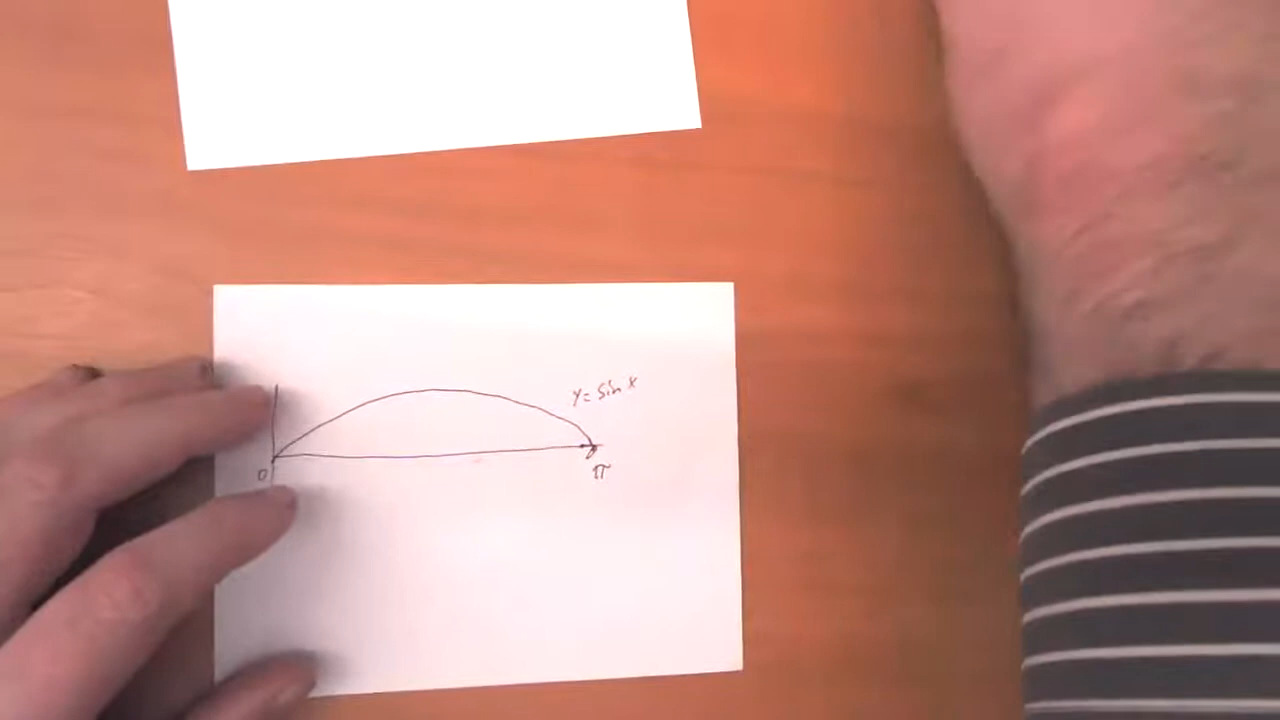 y = sin x
0
π